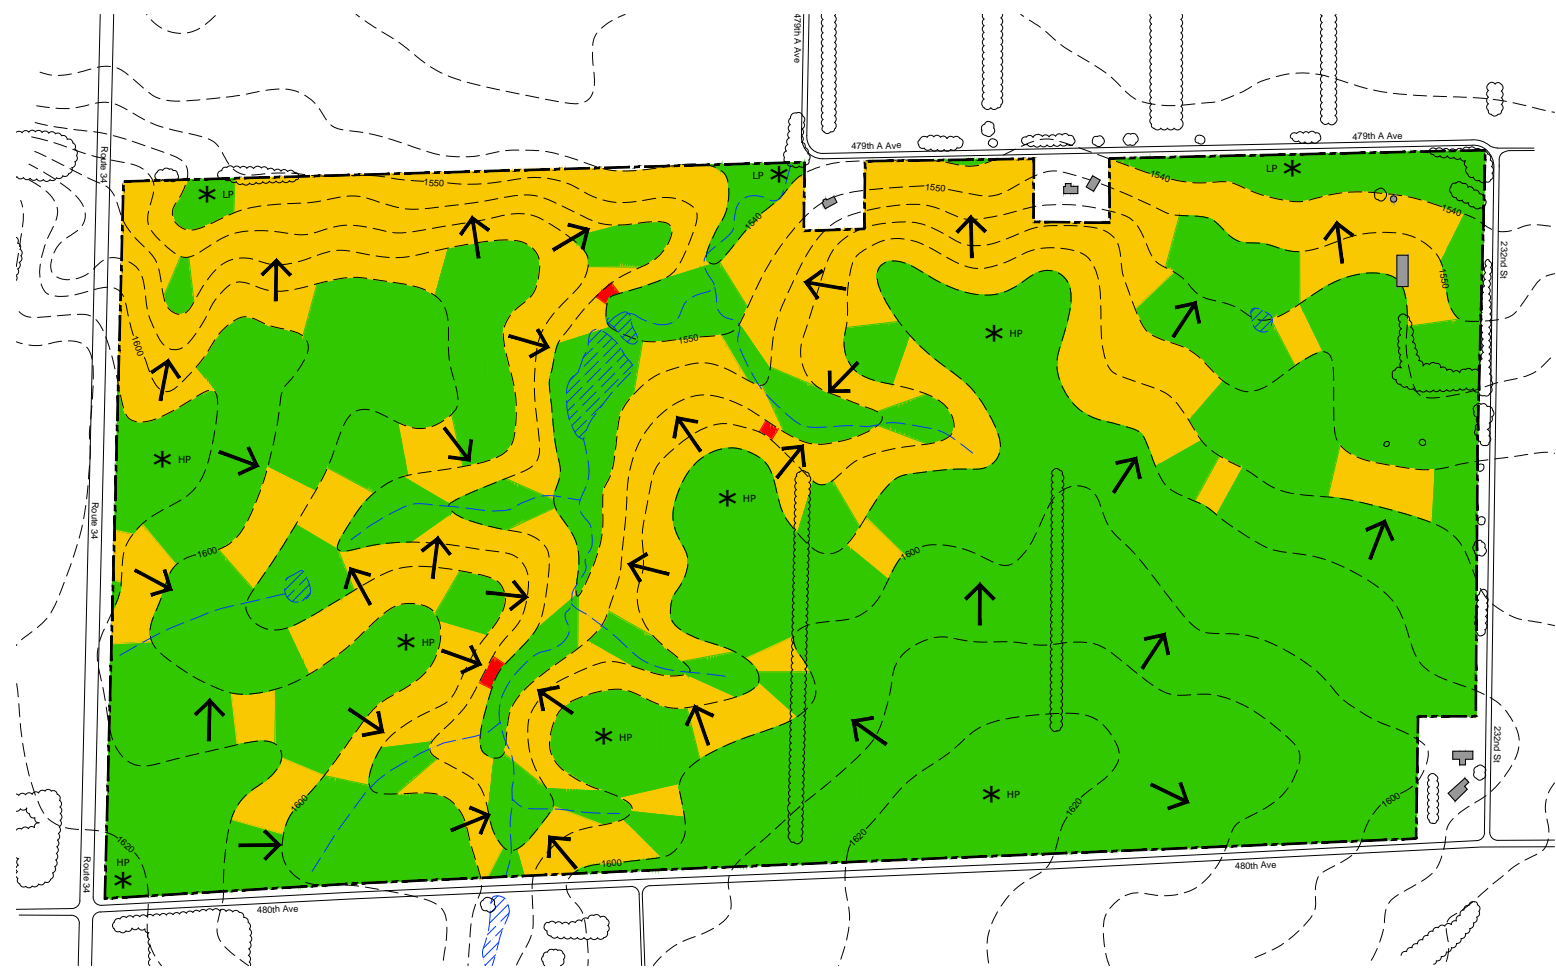 479th A Ave
479th A Ave
479th A Ave
Route 34
LP
1550
LP
1540
1550
1540
LP
1540
232nd St
1550
1600
1550
HP
HP
HP
Route 34
1600
1600
HP
HP
232nd St
1600
HP
1620
1600
1620
1620
HP
Route 34
1600
480th Ave
480th Ave